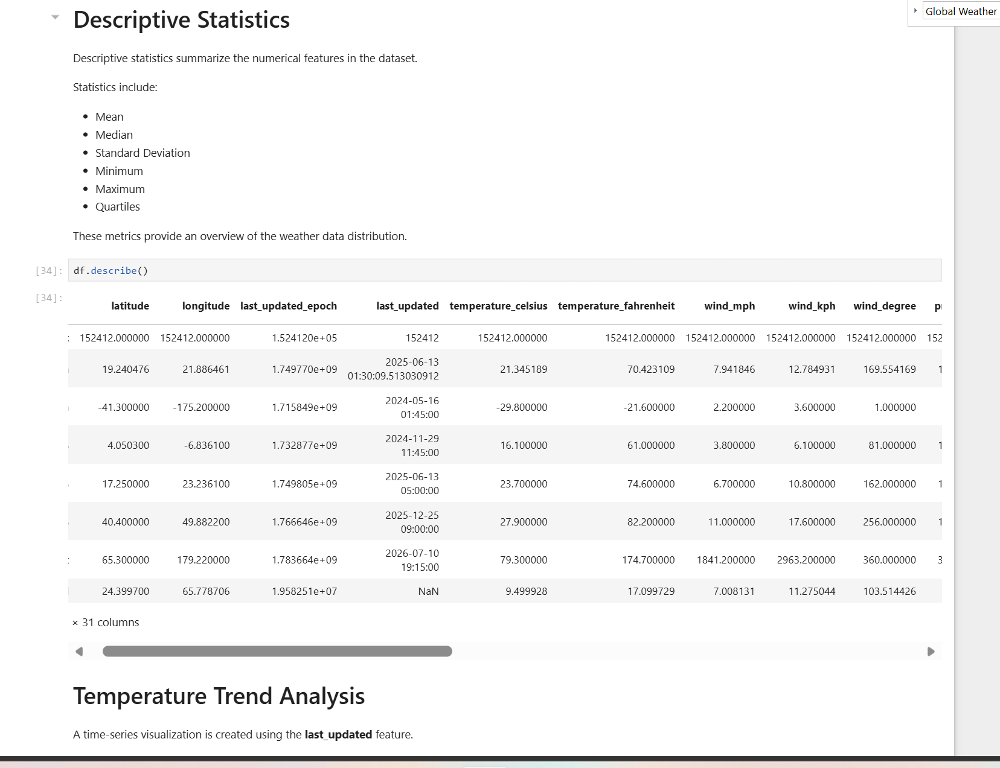 Global Weather
Descriptive Statistics
Descriptive statistics summarize the numerical features in the dataset.
Statistics include:
• Mean
• Median
• Standard Deviation
• Minimum
• Maximum
• Quartiles
These metrics provide an overview of the weather data distribution.
[34]: df.describe()
[34]:
latitude longitude last_updated_epoch last_updated temperature_celsius temperature_fahrenheit wind_mph wind_kph wind_degree
152412.000000 152412.000000 1.524120e+05 152412 152412.000000 152412.000000 152412.000000 152412.000000 152412.000000 152
19.240476 21.886461 1.749770e+09 2025-06-13 01:30:09.513030912 21.345189 70.423109 7.941846 12.784931 169.554169 1
-41.300000 -175.200000 1.715849e+09 2024-05-16 01:45:00 -29.800000 -21.600000 2.200000 3.600000 1.000000
4.050300 -6.836100 1.732877e+09 2024-11-29 11:45:00 16.100000 61.000000 3.800000 6.100000 81.000000 1
17.250000 23.236100 1.749805e+09 2025-06-13 05:00:00 23.700000 74.600000 6.700000 10.800000 162.000000 1
40.400000 49.882200 1.766646e+09 2025-12-25 09:00:00 27.900000 82.200000 11.000000 17.600000 256.000000 1
65.300000 179.220000 1.783664e+09 2026-07-10 19:15:00 79.300000 174.700000 1841.200000 2963.200000 360.000000 3
24.399700 65.778706 1.958251e+07 NaN 9.499928 17.099729 7.008131 11.275044 103.514426
× 31 columns
Temperature Trend Analysis
A time-series visualization is created using the last_updated feature.